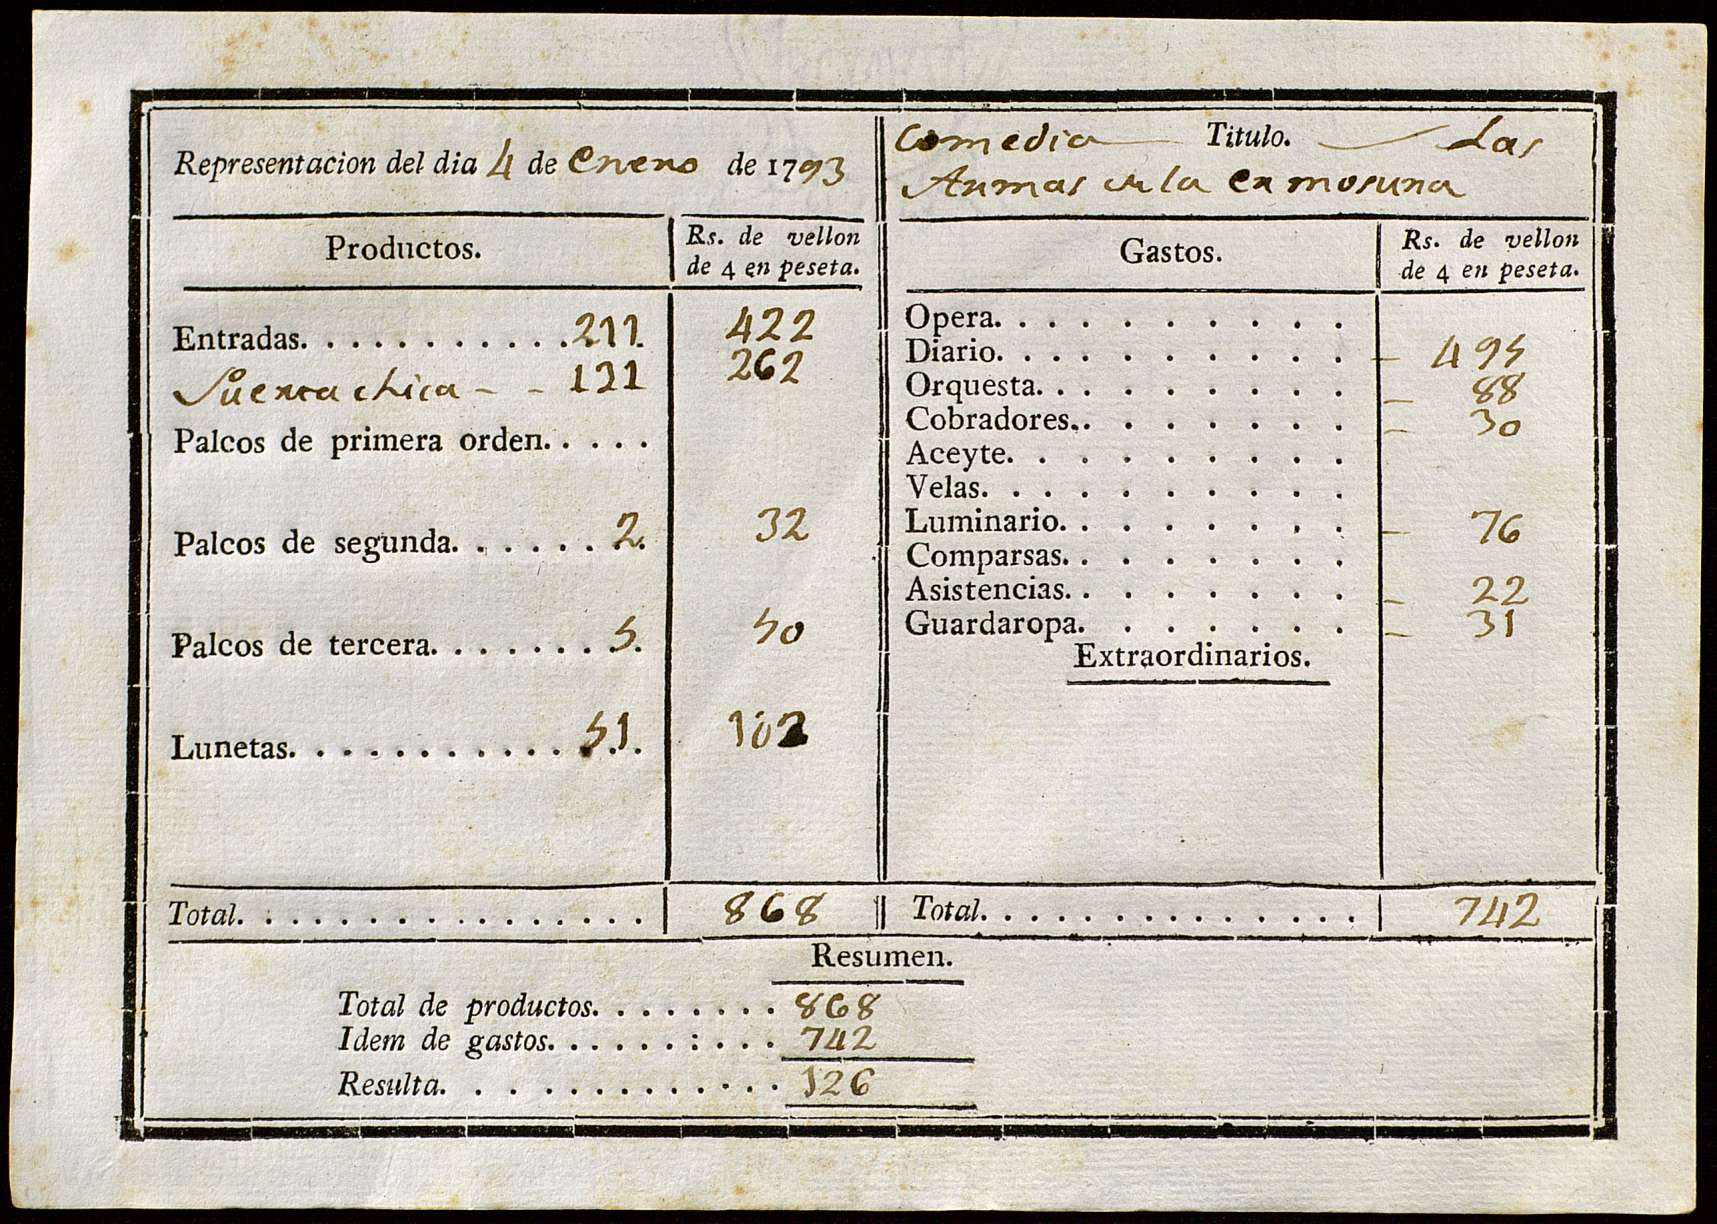 Representacion del dia 4 de Enero de 1793
Productos.
Rs. de vellon
de 4 en peseta.
Entradas. 211. 422
Puerta chica - - 131 262
Palcos de primera orden.
Palcos de segunda. 2. 32
Palcos de tercera. 5. 50
Lunetas. 51. 102
Total. 868
Comedia Titulo. Las
Armas de la Ermosura
Gastos.
Rs. de vellon
de 4 en peseta.
Opera.
Diario. 495
Orquesta. 88
Cobradores.. 30
Aceyte.
Velas.
Luminario. 76
Comparsas.
Asistencias. 22
Guardaropa. 31
Extraordinarios.
Total. 742
Resumen.
Total de productos. 868
Idem de gastos. 742
Resulta. 126